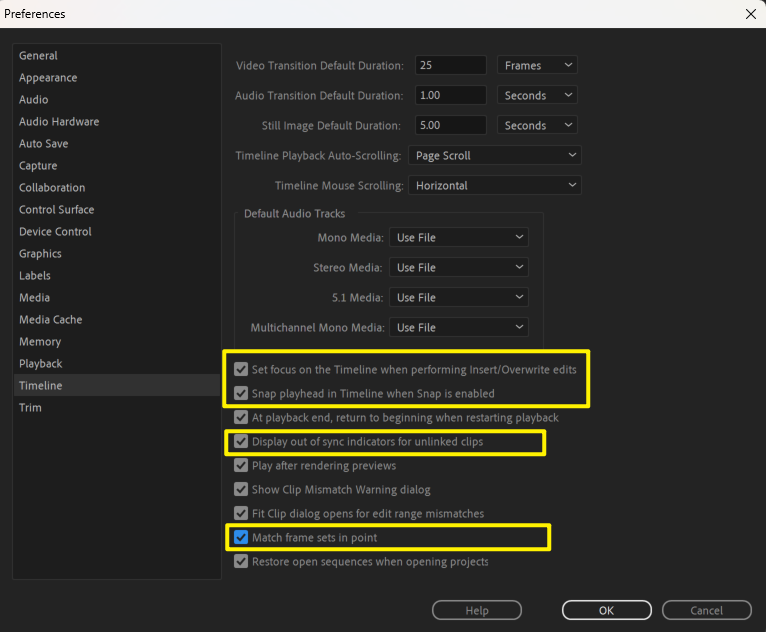 Preferences
General
Appearance
Audio
Audio Hardware
Auto Save
Capture
Collaboration
Control Surface
Device Control
Graphics
Labels
Media
Media Cache
Memory
Playback
Timeline
Trim
Video Transition Default Duration: 25 Frames
Audio Transition Default Duration: 1.00 Seconds
Still Image Default Duration: 5.00 Seconds
Timeline Playback Auto-Scrolling: Page Scroll
Timeline Mouse Scrolling: Horizontal
Default Audio Tracks
Mono Media: Use File
Stereo Media: Use File
5.1 Media: Use File
Multichannel Mono Media: Use File
Set focus on the Timeline when performing Insert/Overwrite edits
Snap playhead in Timeline when Snap is enabled
At playback end, return to beginning when restarting playback
Display out of sync indicators for unlinked clips
Play after rendering previews
Show Clip Mismatch Warning dialog
Fit Clip dialog opens for edit range mismatches
Match frame sets in point
Restore open sequences when opening projects
Help OK Cancel